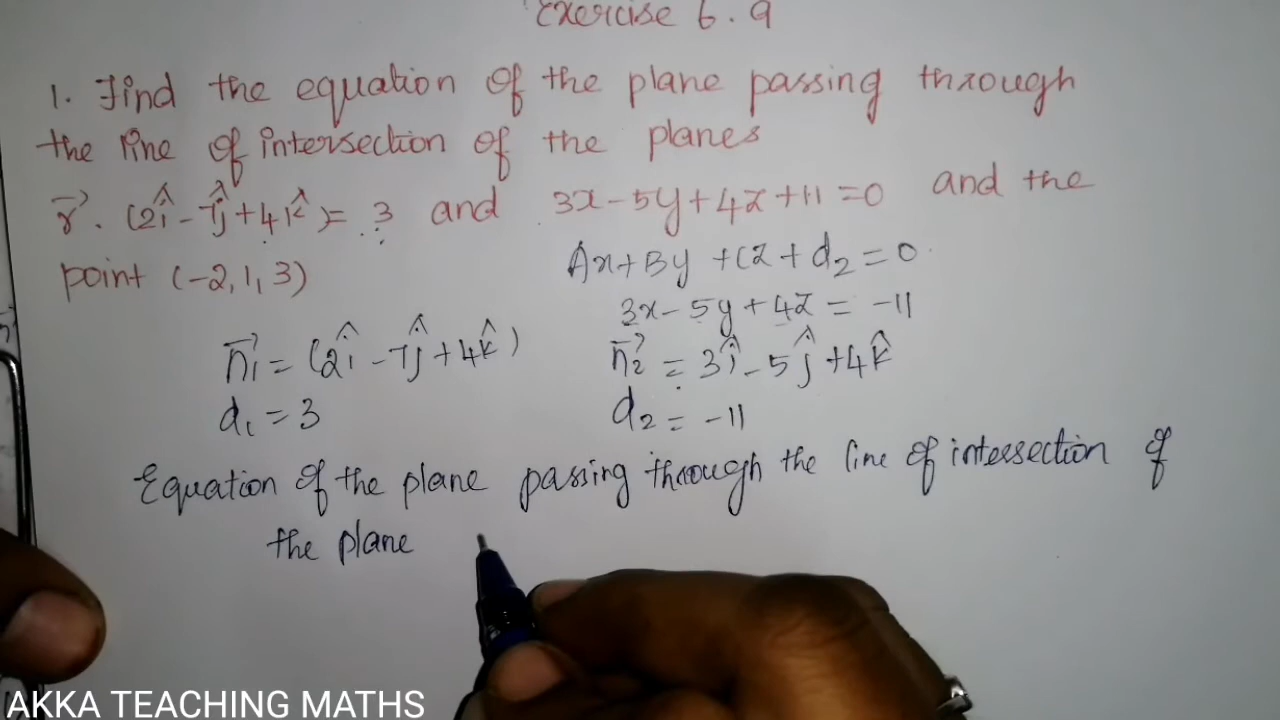 Exercise 6.9
1. Find the equation of the plane passing through
the line of intersection of the planes
r⃗. (2î - 7ĵ + 4k̂) = 3 and 3x - 5y + 4z + 11 = 0 and the
point (-2, 1, 3)
Ax + By + Cz + d₂ = 0
3x - 5y + 4z = -11
n₁⃗ = (2î - 7ĵ + 4k̂)
n₂⃗ = 3î - 5ĵ + 4k̂
d₁ = 3
d₂ = -11
Equation of the plane passing through the line of intersection of
the plane
AKKA TEACHING MATHS